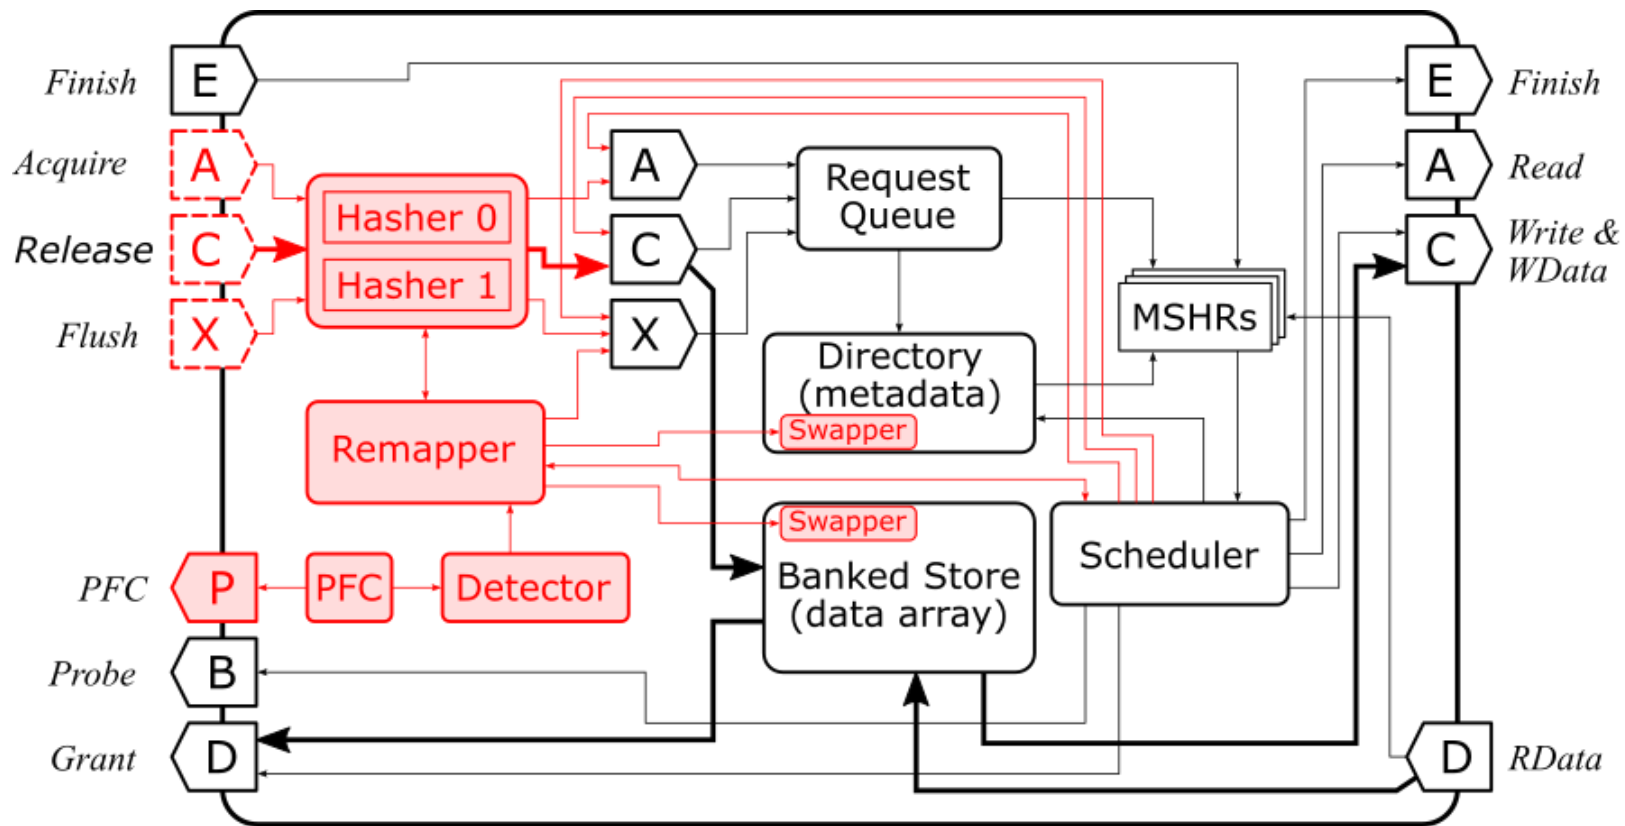 Finish
E
Acquire
A
Release
C
Flush
X
Hasher 0
Hasher 1
A
C
X
Request
Queue
MSHRs
Directory
(metadata)
Swapper
Remapper
Swapper
Banked Store
(data array)
Scheduler
PFC
P
PFC
Detector
Probe
B
Grant
D
E
Finish
A
Read
C
Write &
WData
D
RData